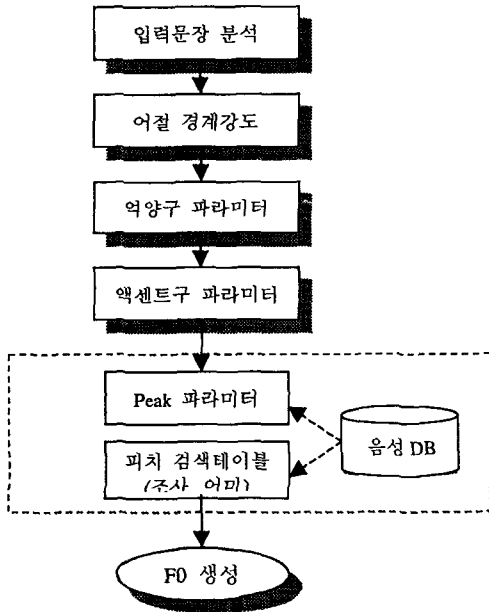 입력문장 분석
어절 경계강도
억양구 파라미터
액센트구 파라미터
Peak 파라미터
음성 DB
피치 검색테이블
(조사 어미)
F0 생성